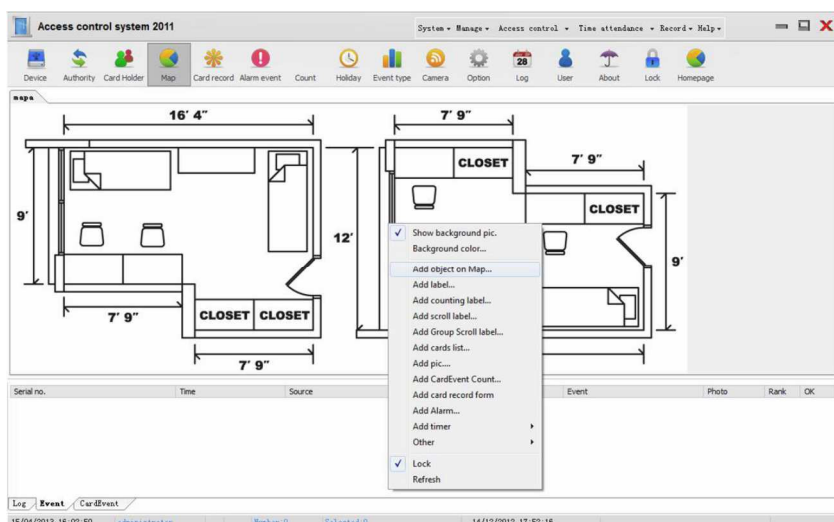 Access control system 2011
System Manage Access control Time attendance Record Help
Device Authority Card Holder Map Card record Alarm event Count Holiday Event type Camera Option Log User About Lock Homepage
28
mapa
16' 4"
7' 9"
CLOSET
7' 9"
CLOSET
9'
12'
9'
7' 9"
CLOSET CLOSET
7' 9"
Show background pic.
Background color...
Add object on Map...
Add label...
Add counting label...
Add scroll label...
Add Group Scroll label...
Add cards list...
Add pic....
Add CardEvent Count...
Add card record form
Add Alarm...
Add timer
Other
Lock
Refresh
Serial no. Time Source Event Photo Rank OK
Log Event CardEvent